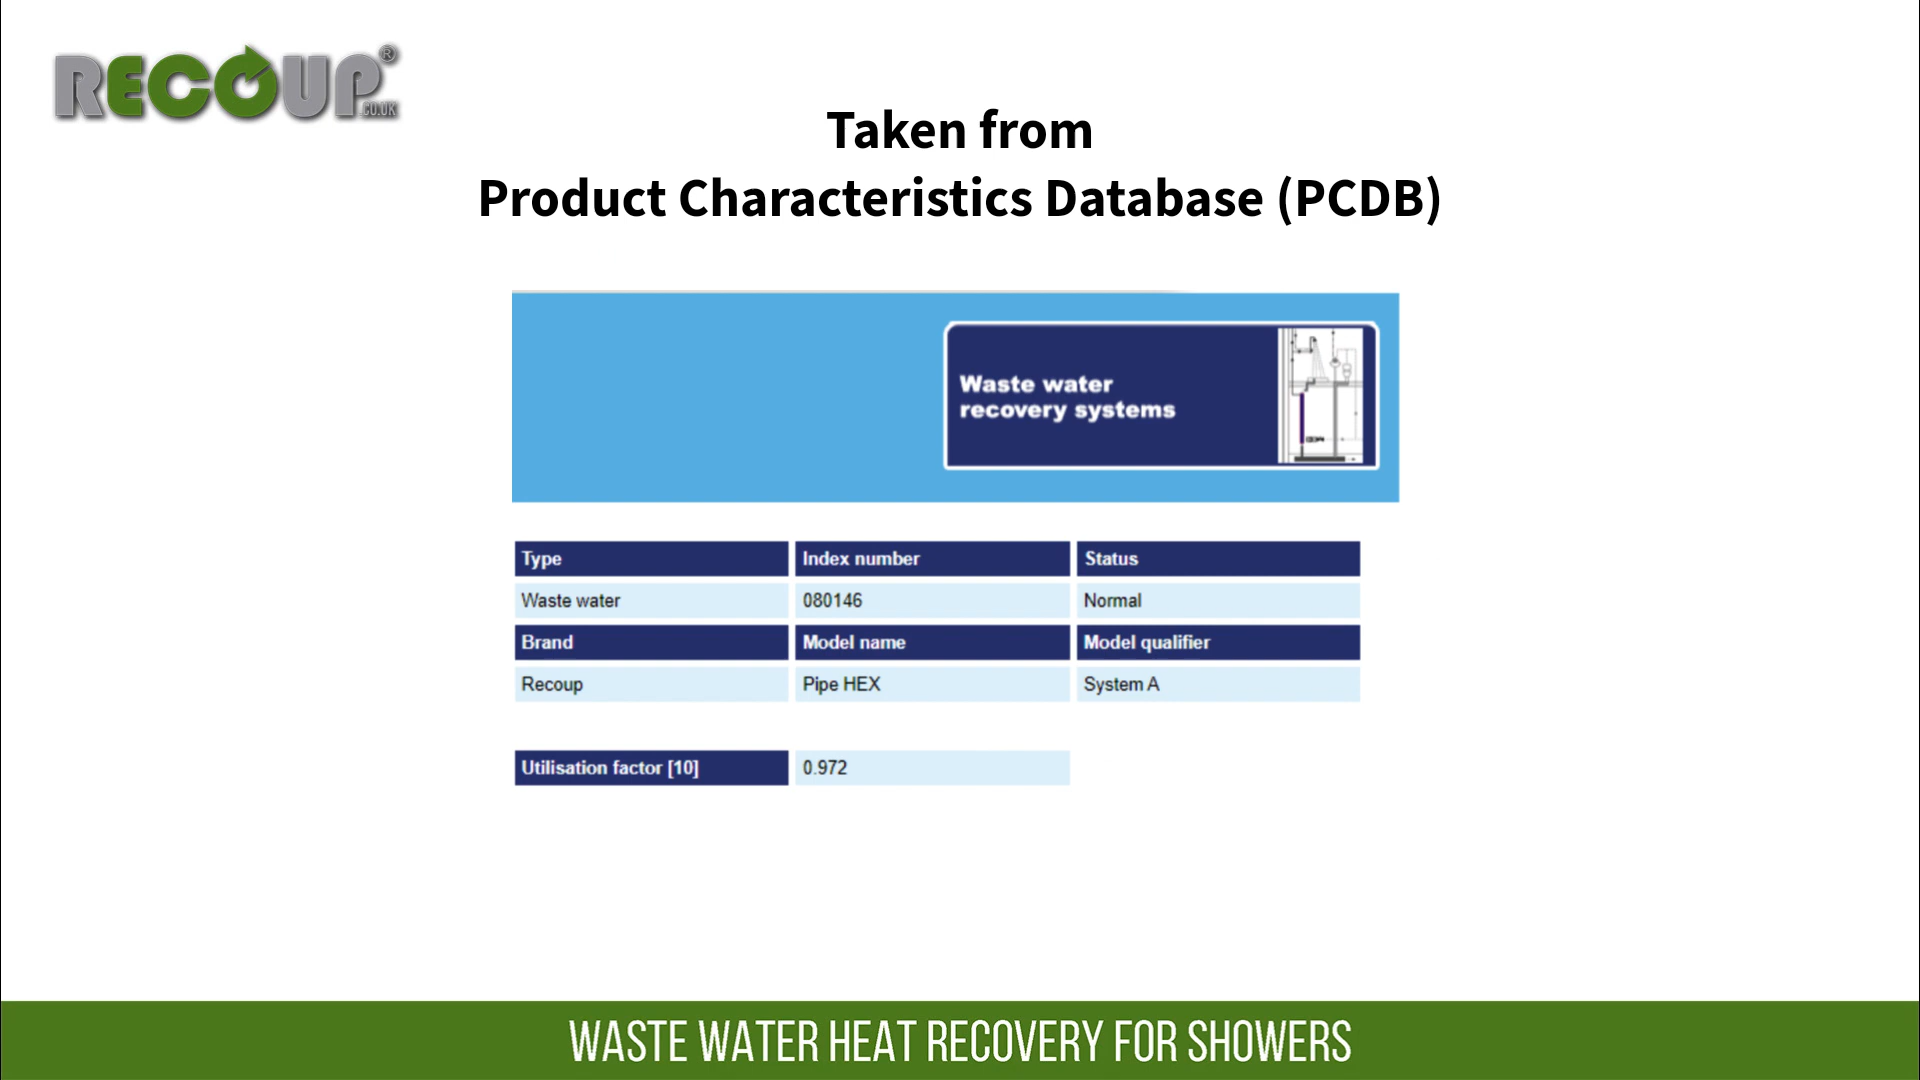 RECOUP®
.CO.UK
Taken from
Product Characteristics Database (PCDB)
Waste water
recovery systems
Type Index number Status
Waste water 080146 Normal
Brand Model name Model qualifier
Recoup Pipe HEX System A
Utilisation factor [10] 0.972
WASTE WATER HEAT RECOVERY FOR SHOWERS